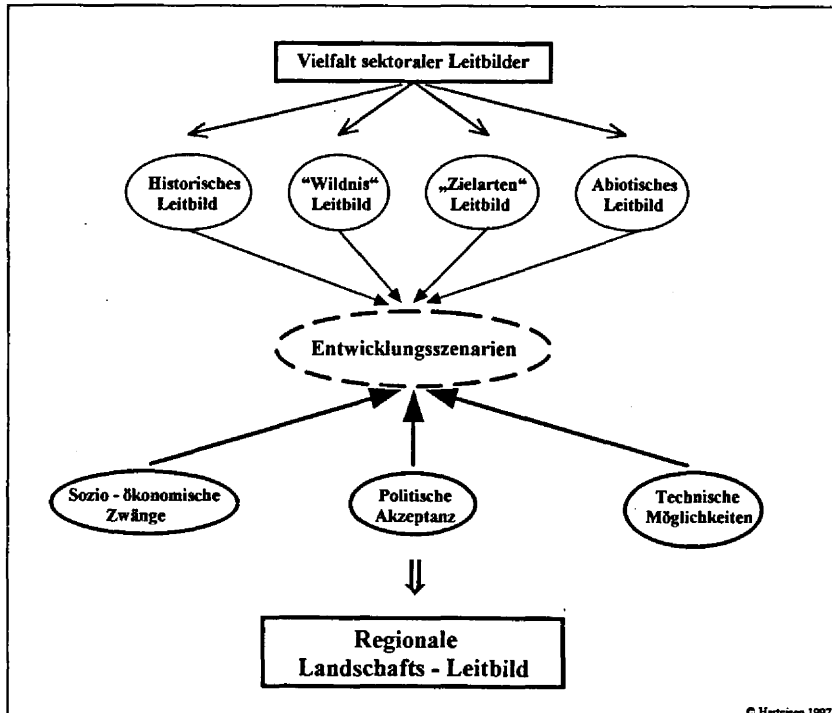 Vielfalt sektoraler Leitbilder
Historisches
Leitbild
“Wildnis“
Leitbild
„Zielarten“
Leitbild
Abiotisches
Leitbild
Entwicklungsszenarien
Sozio - ökonomische
Zwänge
Politische
Akzeptanz
Technische
Möglichkeiten
Regionale
Landschafts - Leitbild
© 1997